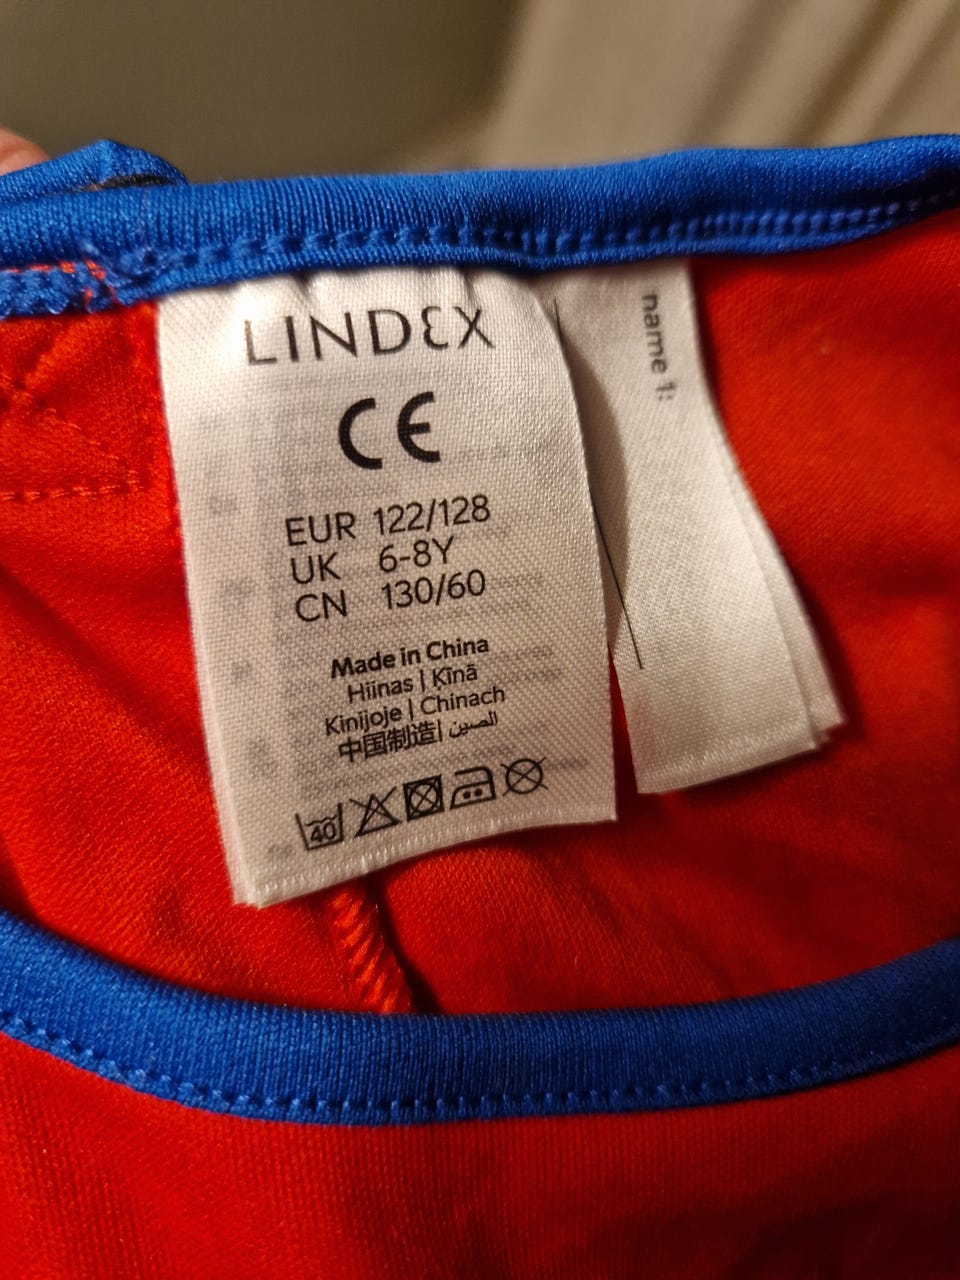 LINDEX
CE
EUR 122/128
UK 6-8Y
CN 130/60
Made in China
Hiinas | Ķīnā
Kinijoje | Chinach
中国制造| الصين
40
name 1: